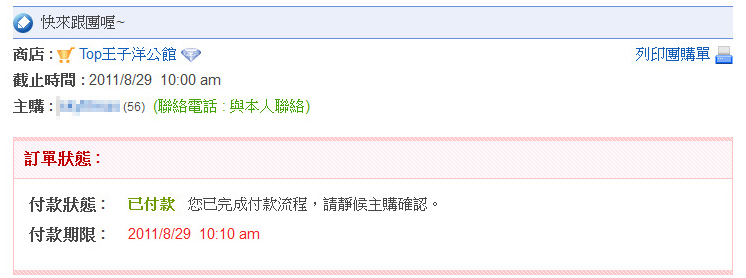 快來跟團喔~
商店 : Top王子洋公館 列印團購單
截止時間 : 2011/8/29 10:00 am
主購 : (56) (聯絡電話 : 與本人聯絡)
訂單狀態 :
付款狀態 : 已付款 您已完成付款流程，請靜候主購確認。
付款期限 : 2011/8/29 10:10 am